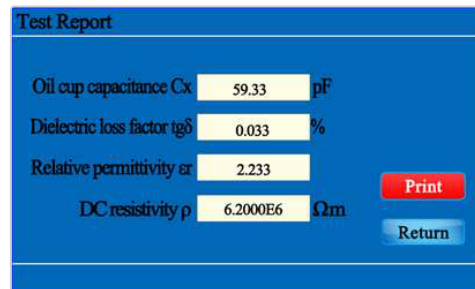 Test Report
Oil cup capacitance Cx 59.33 pF
Dielectric loss factor tgδ 0.033 %
Relative permittivity εr 2.233
Print
DC resistivity ρ 6.2000E6 Ωm
Return